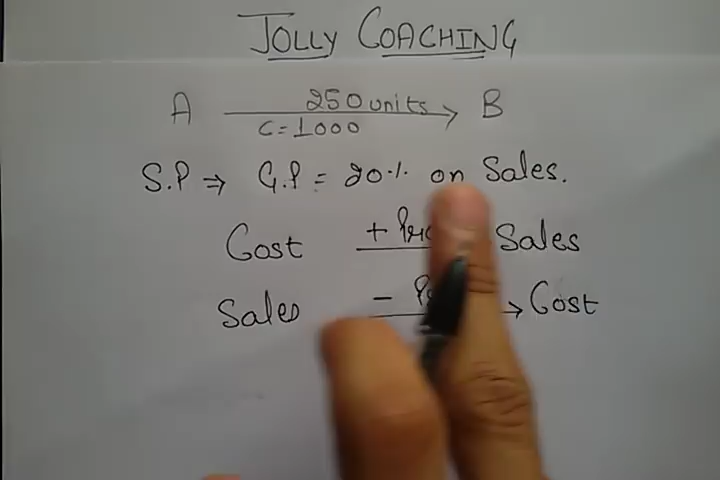 JOLLY COACHING
A 250 units B
C = 1000
S.P ⇒ G.P = 20% on Sales.
Cost + Sales
Sales - → Cost